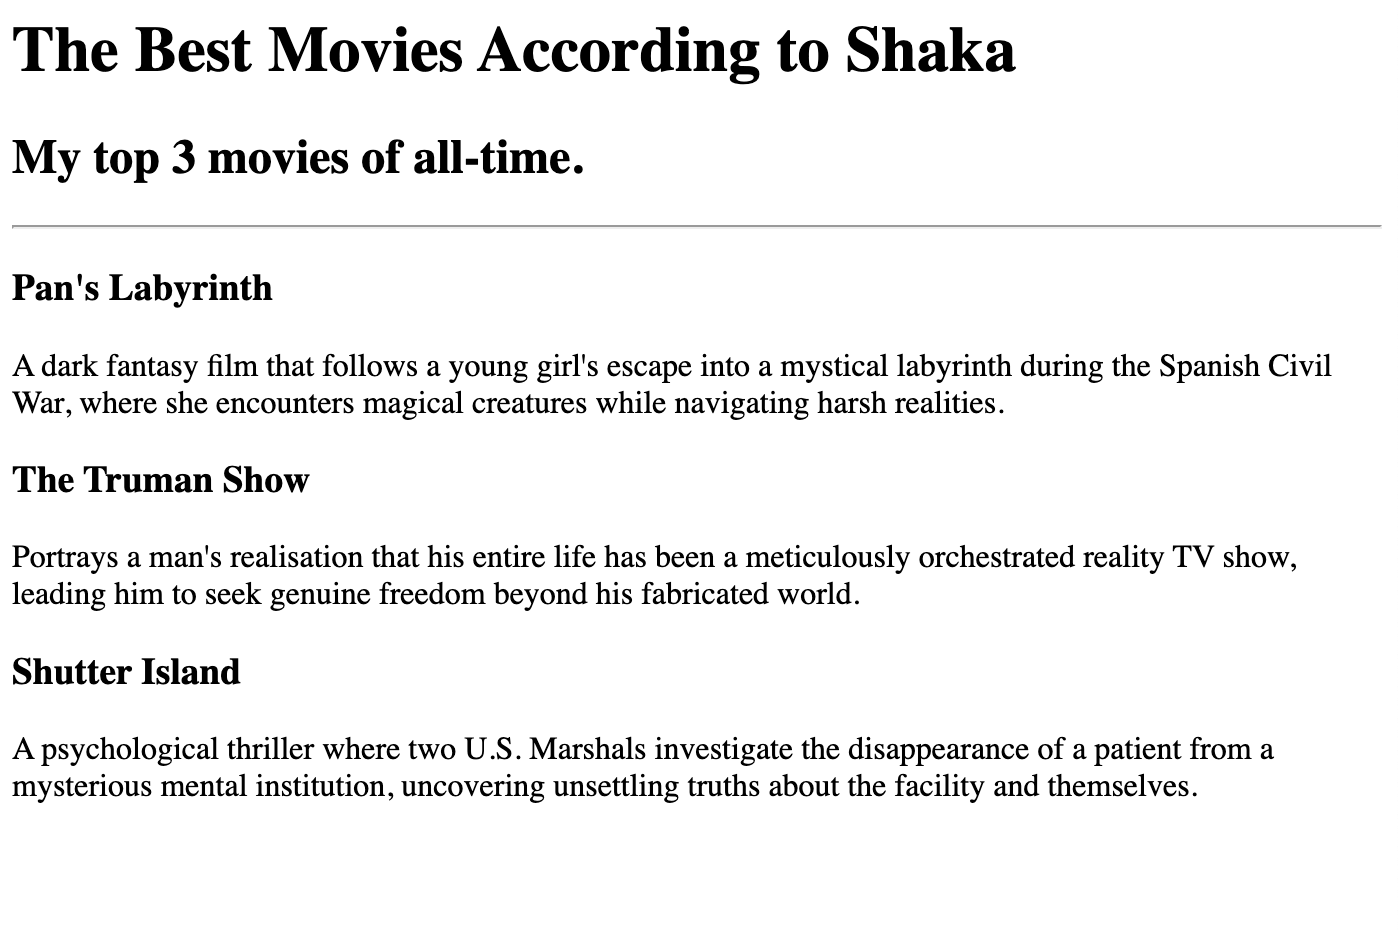 The Best Movies According to Shaka
My top 3 movies of all-time.
Pan's Labyrinth
A dark fantasy film that follows a young girl's escape into a mystical labyrinth during the Spanish Civil
War, where she encounters magical creatures while navigating harsh realities.
The Truman Show
Portrays a man's realisation that his entire life has been a meticulously orchestrated reality TV show,
leading him to seek genuine freedom beyond his fabricated world.
Shutter Island
A psychological thriller where two U.S. Marshals investigate the disappearance of a patient from a
mysterious mental institution, uncovering unsettling truths about the facility and themselves.